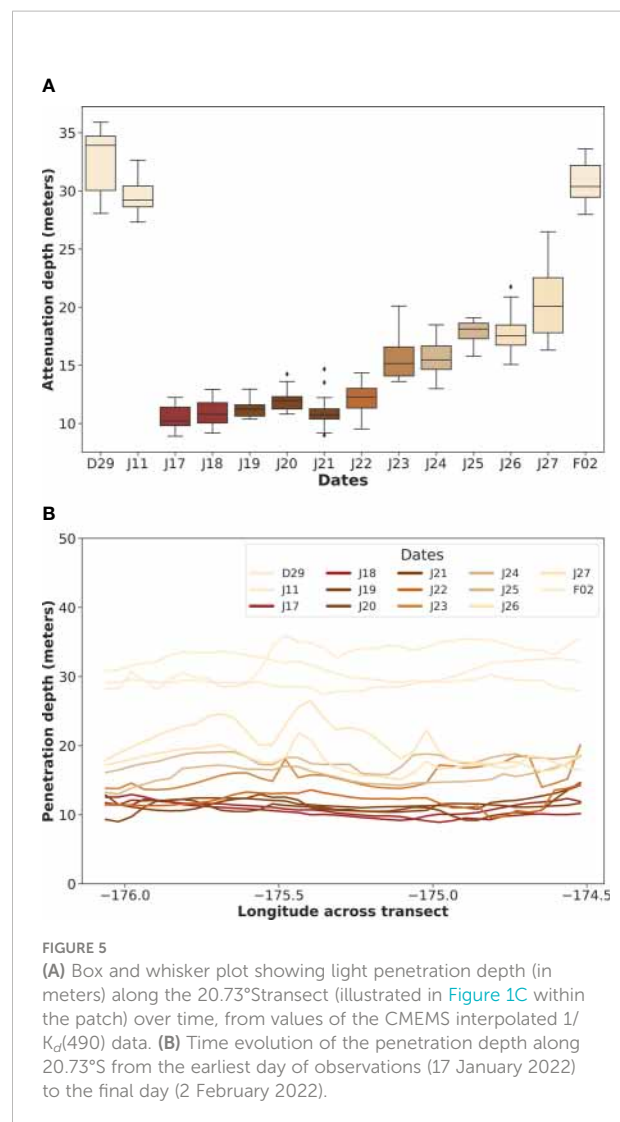 A
35
30
25
20
15
10
Attenuation depth (meters)
D29 J11 J17 J18 J19 J20 J21 J22 J23 J24 J25 J26 J27 F02
Dates
B
50
40
30
20
10
0
Penetration depth (meters)
Dates
D29 J18 J21 J24 J27
J11 J19 J22 J25 F02
J17 J20 J23 J26
−176.0 −175.5 −175.0 −174.5
Longitude across transect
FIGURE 5
(A) Box and whisker plot showing light penetration depth (in
meters) along the 20.73°Stransect (illustrated in Figure 1C within
the patch) over time, from values of the CMEMS interpolated 1/
Kd(490) data. (B) Time evolution of the penetration depth along
20.73°S from the earliest day of observations (17 January 2022)
to the final day (2 February 2022).